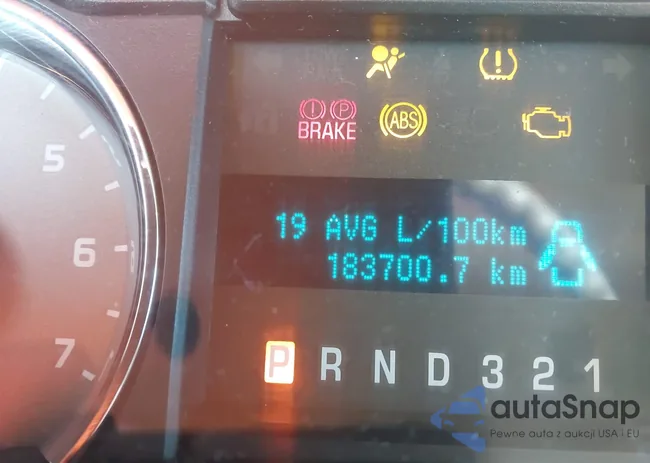 5
6
7
! P
BRAKE
ABS
!
19 AVG L/100km
183700.7 km
P R N D 3 2 1
autaSnap
Pewne auta z aukcji USA i EU